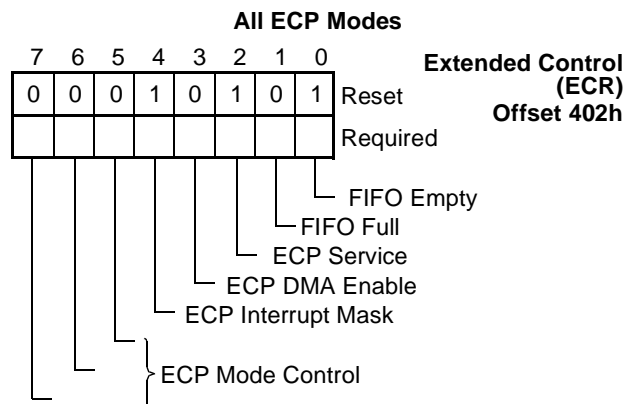 All ECP Modes
7 6 5 4 3 2 1 0
Extended Control
(ECR)
Offset 402h
0 0 0 1 0 1 0 1 Reset
Required
FIFO Empty
FIFO Full
ECP Service
ECP DMA Enable
ECP Interrupt Mask
ECP Mode Control